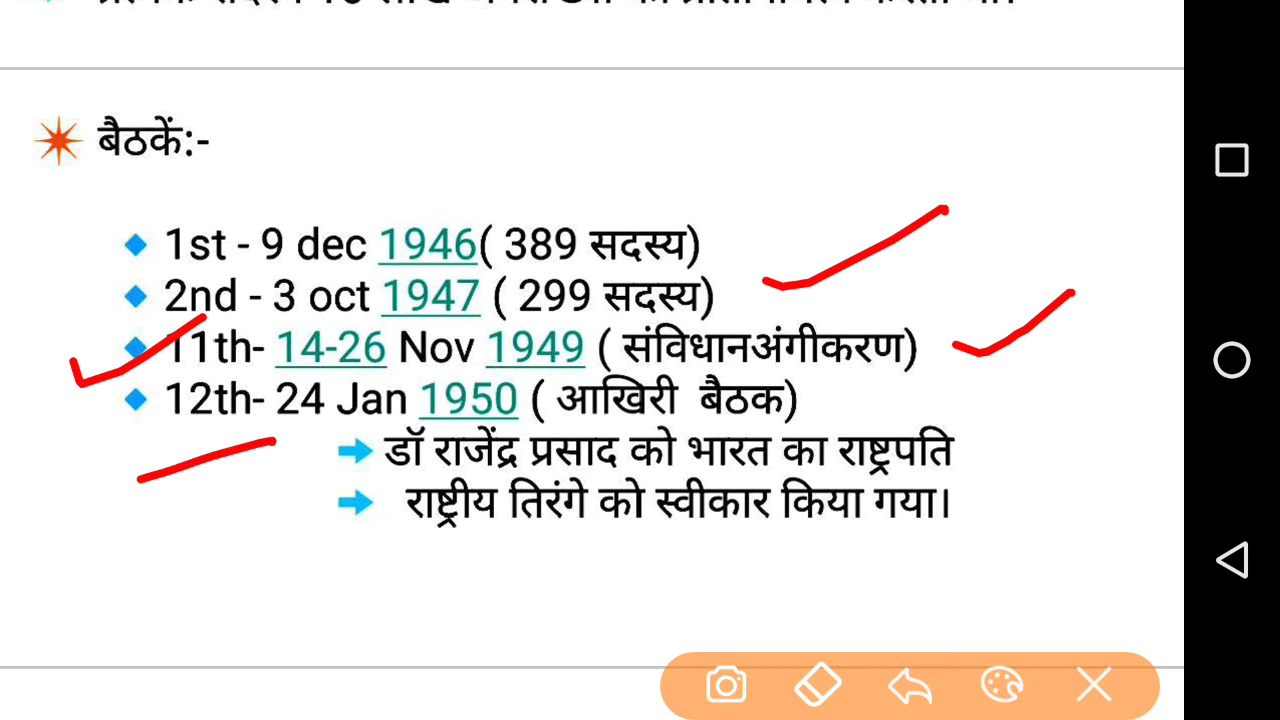 बैठकें:-
1st - 9 dec 1946( 389 सदस्य)
2nd - 3 oct 1947 ( 299 सदस्य)
11th- 14-26 Nov 1949 ( संविधानअंगीकरण)
12th- 24 Jan 1950 ( आखिरी बैठक)
डॉ राजेंद्र प्रसाद को भारत का राष्ट्रपति
राष्ट्रीय तिरंगे को स्वीकार किया गया।